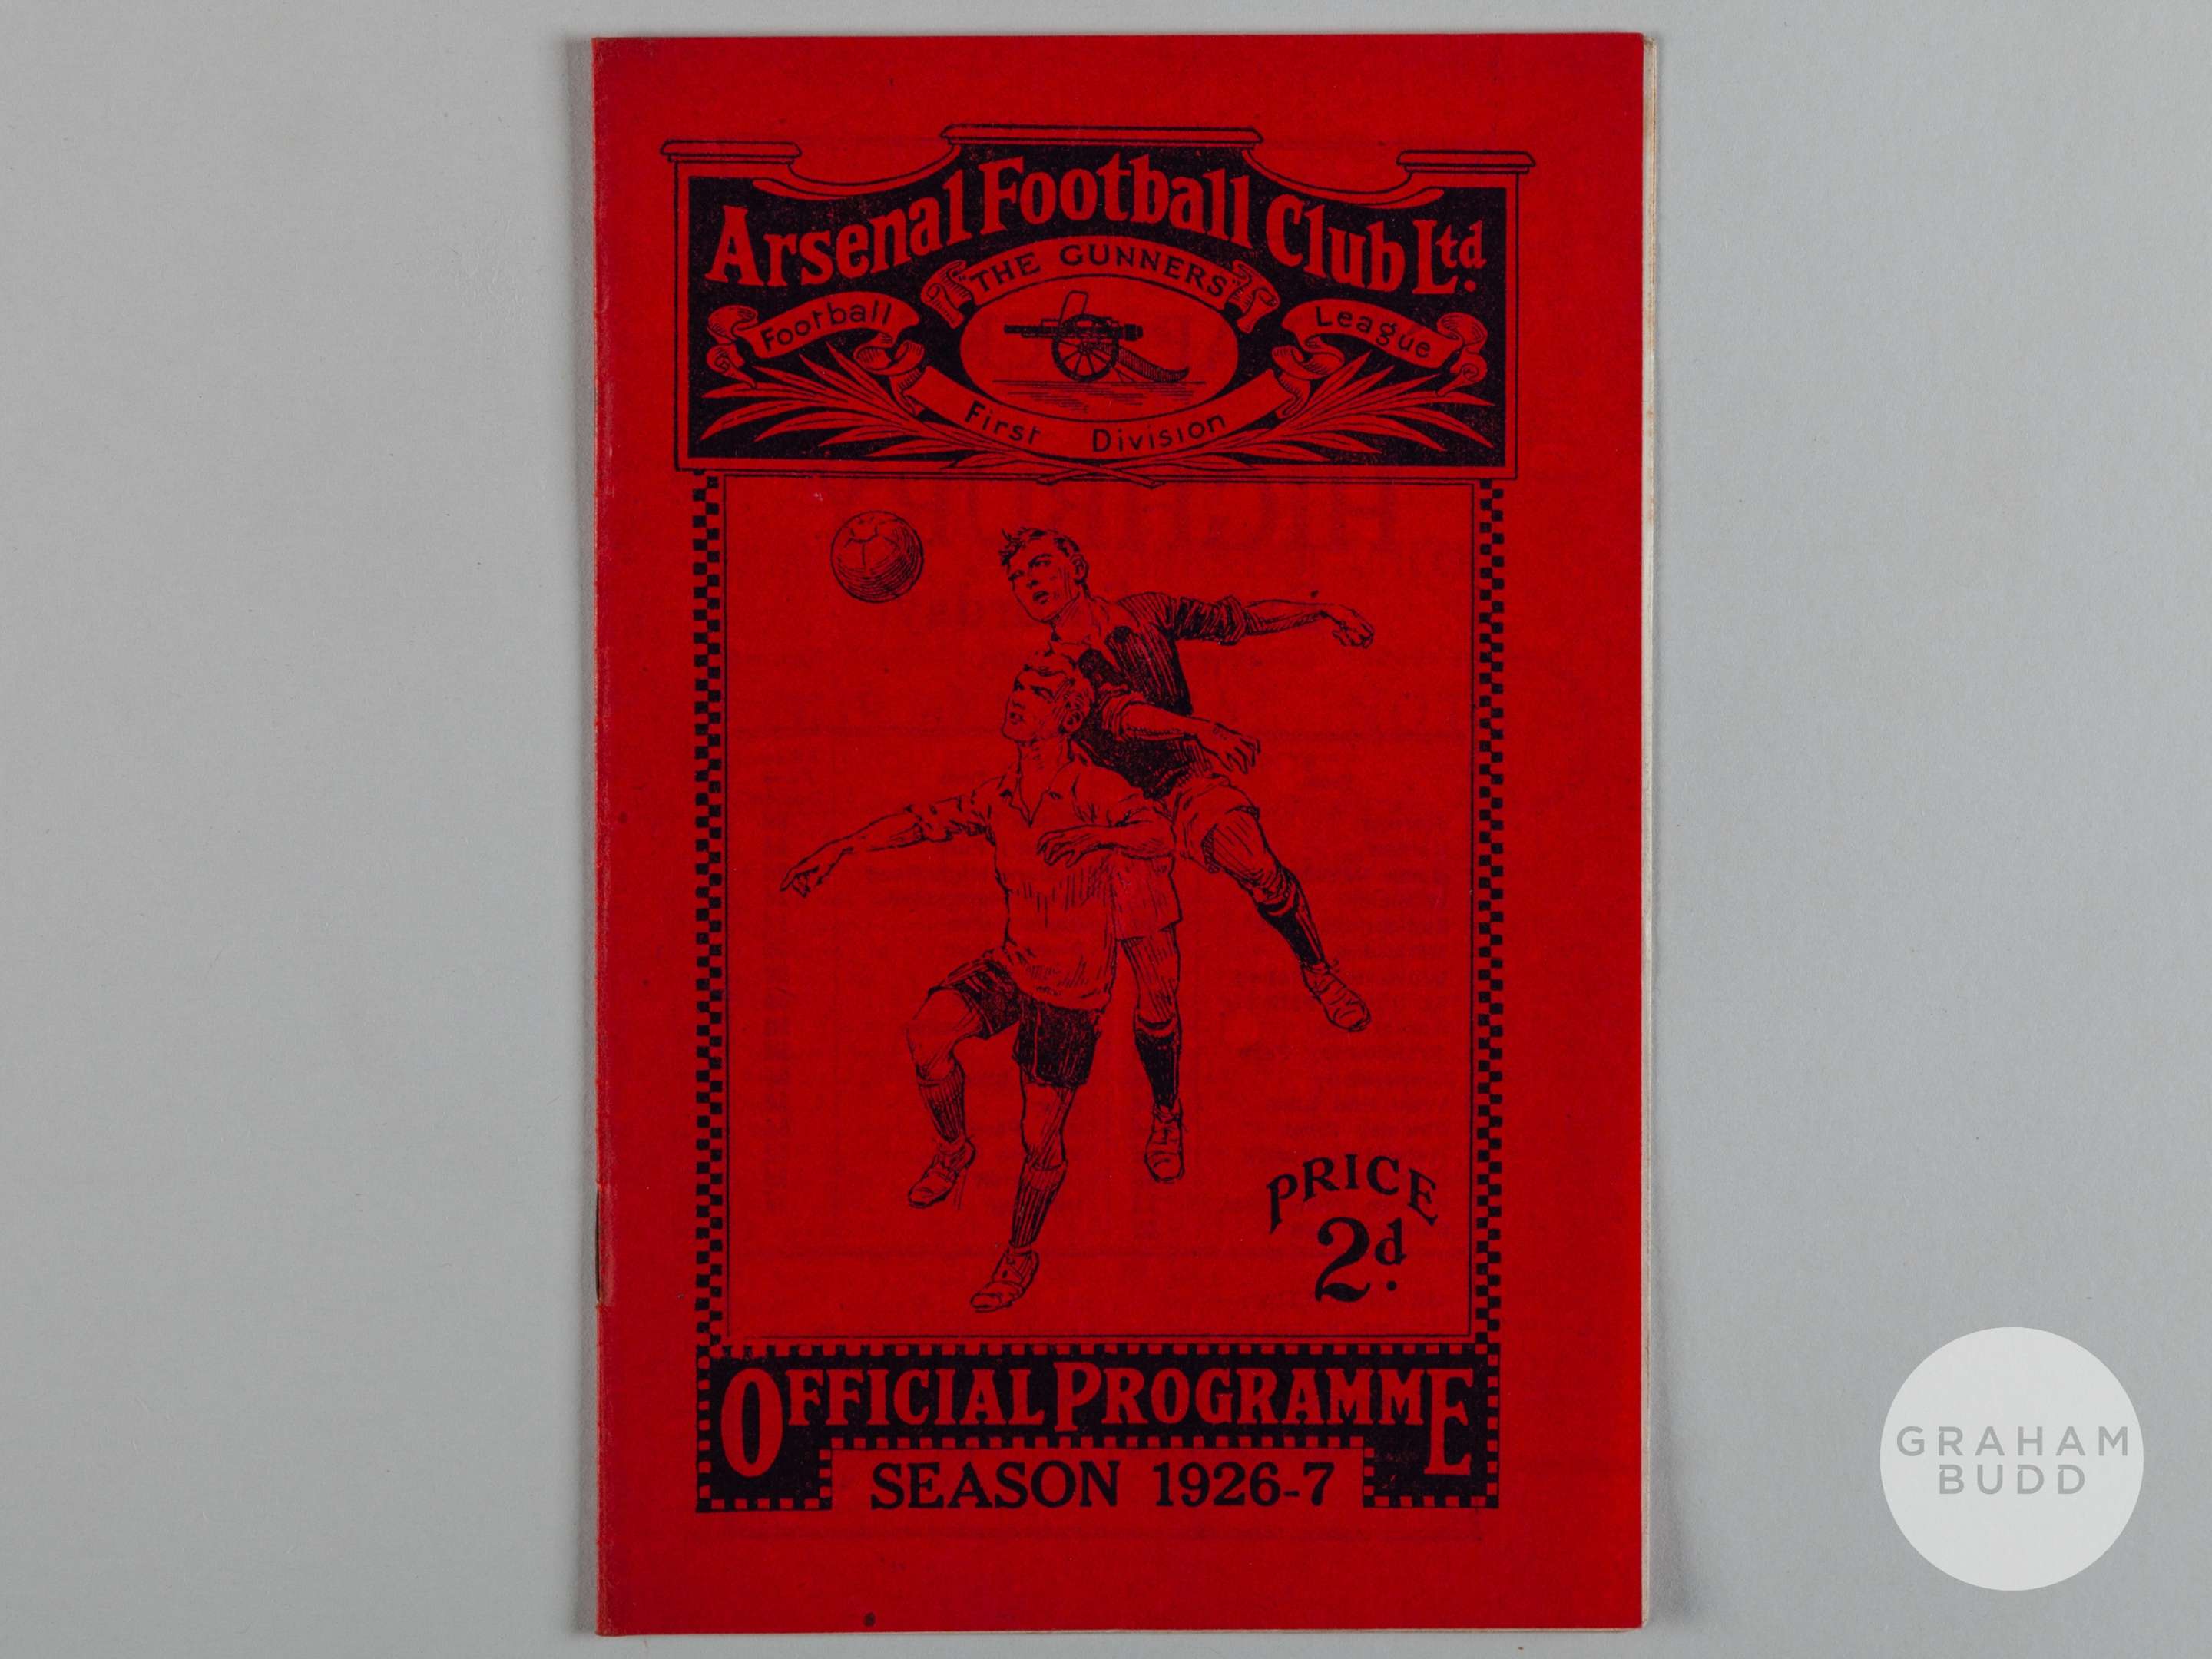 Arsenal Football Club Ltd.
THE GUNNERS
Football League
First Division
PRICE
2d.
OFFICIAL PROGRAMME
SEASON 1926-7
GRAHAM
BUDD